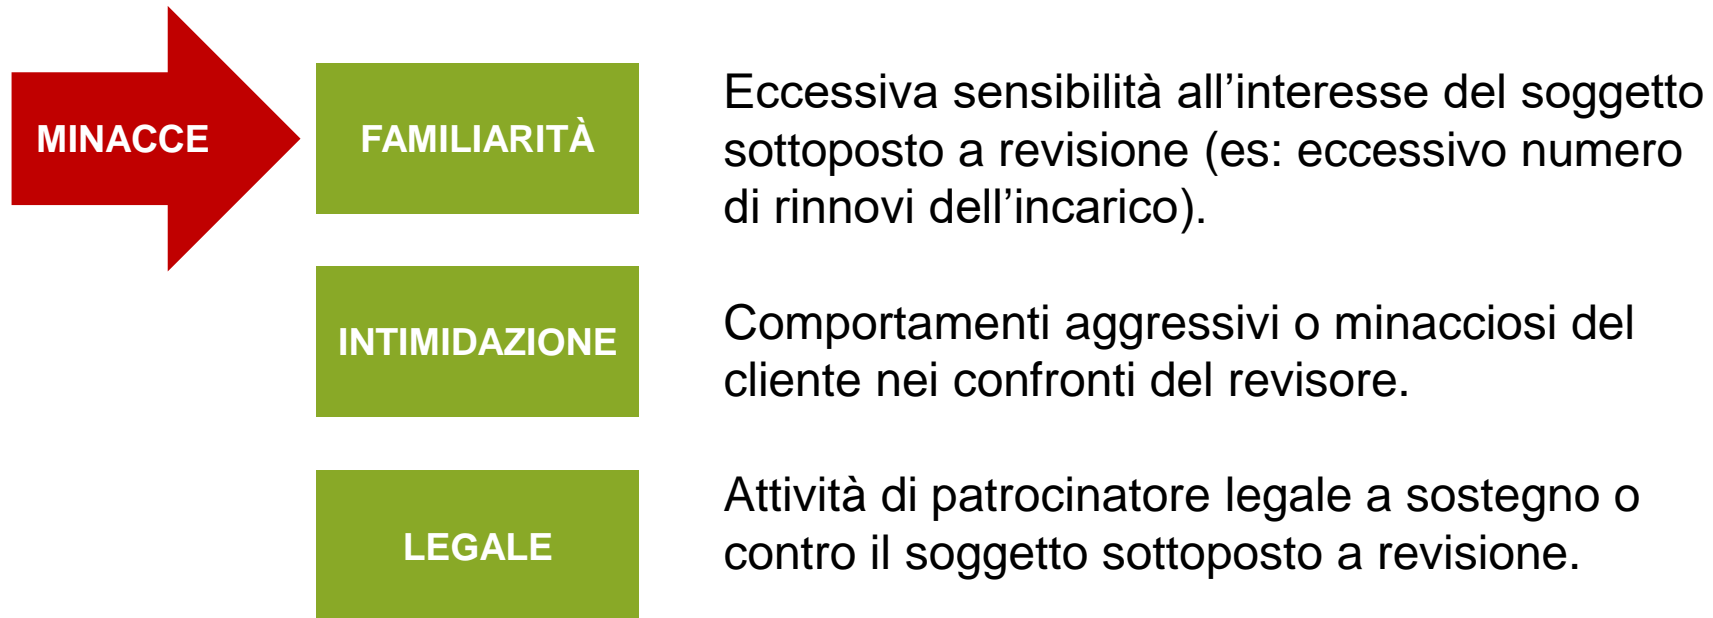 MINACCE
FAMILIARITÀ
Eccessiva sensibilità all’interesse del soggetto
sottoposto a revisione (es: eccessivo numero
di rinnovi dell’incarico).
INTIMIDAZIONE
Comportamenti aggressivi o minacciosi del
cliente nei confronti del revisore.
LEGALE
Attività di patrocinatore legale a sostegno o
contro il soggetto sottoposto a revisione.